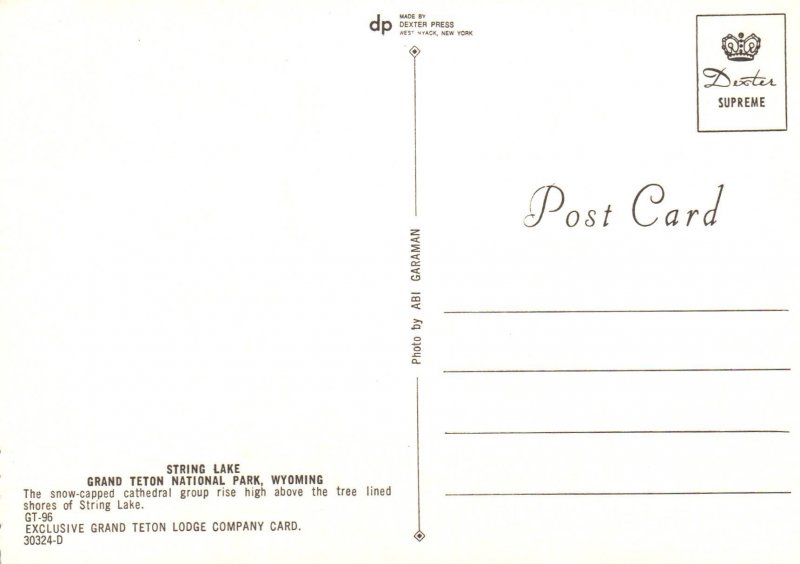 dp
MADE BY
DEXTER PRESS
WEST NYACK, NEW YORK
Dexter
SUPREME
Post Card
Photo by ABI GARAMAN
STRING LAKE
GRAND TETON NATIONAL PARK, WYOMING
The snow-capped cathedral group rise high above the tree lined
shores of String Lake.
GT-96
EXCLUSIVE GRAND TETON LODGE COMPANY CARD.
30324-D